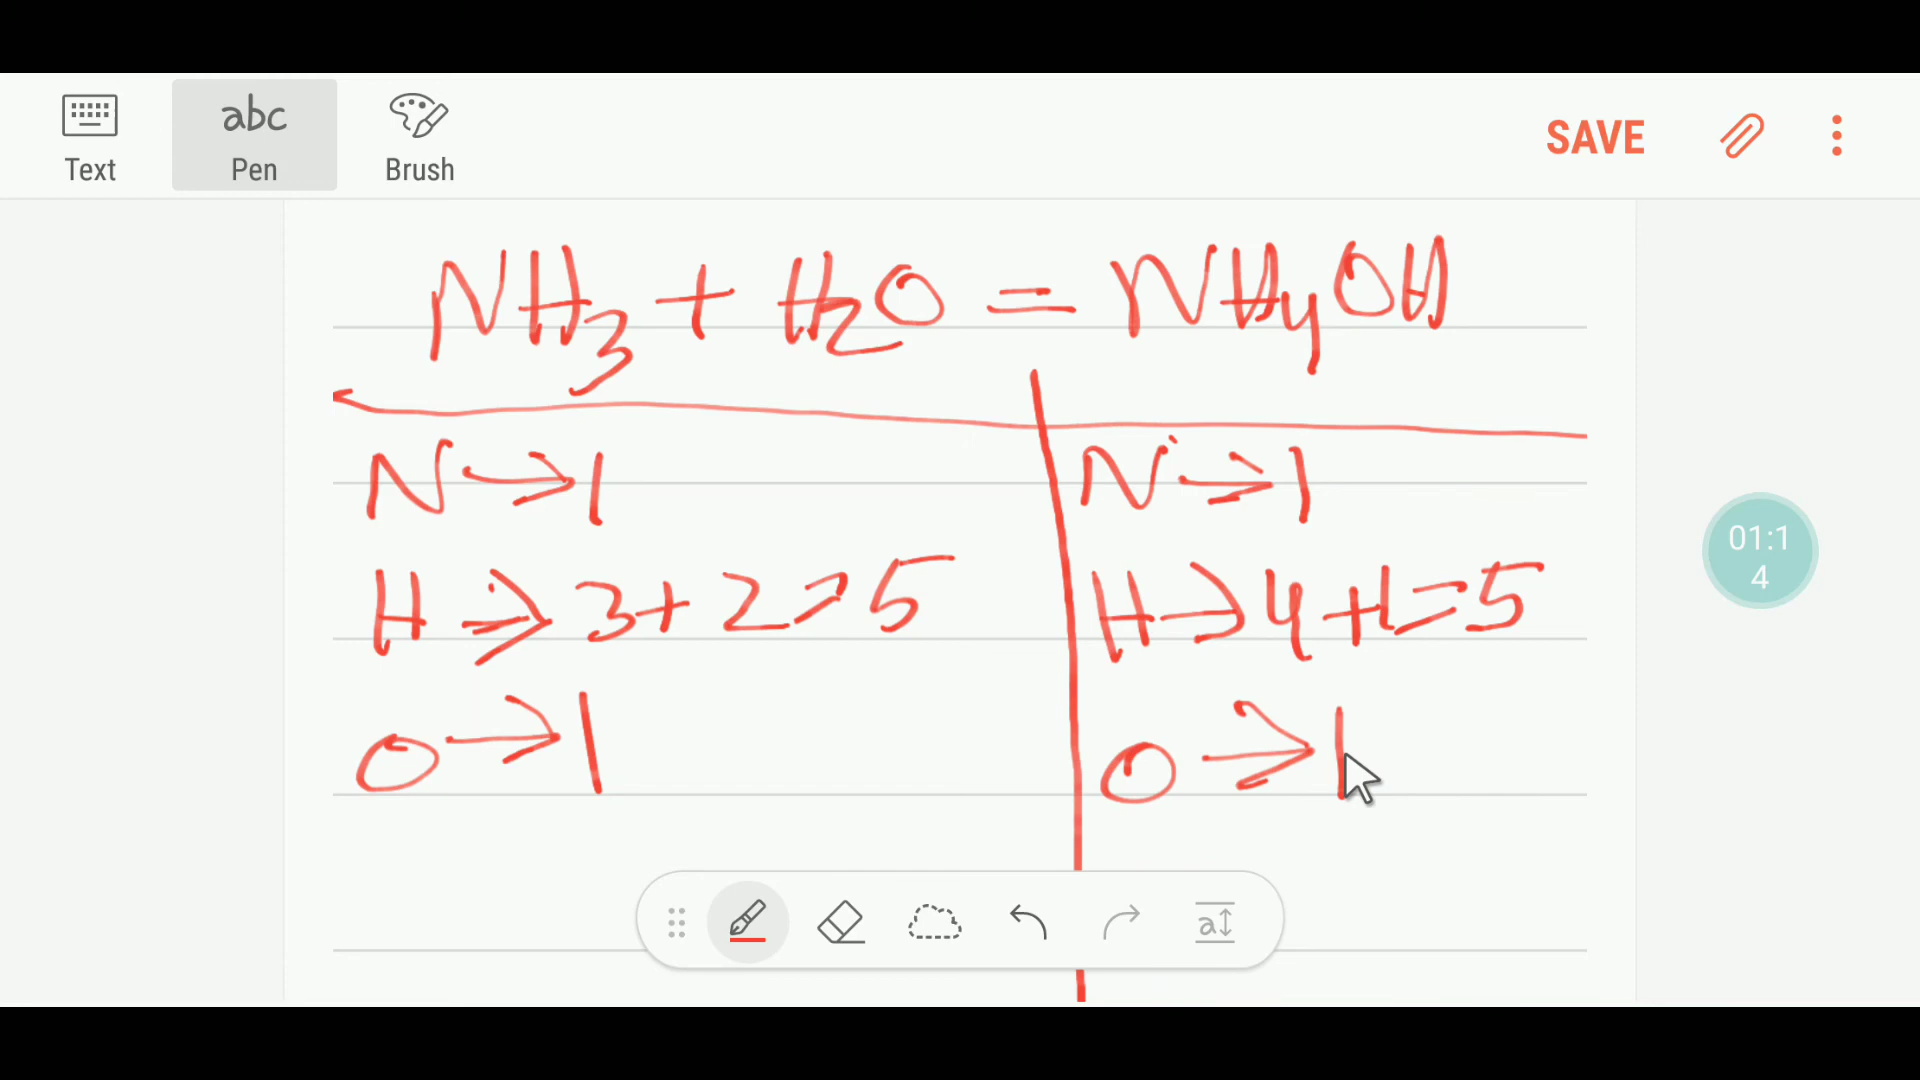 Text
abc
Pen
Brush
SAVE
NH₃ + H₂O = NH₄OH
N → 1
N → 1
H → 3+2=5
H → 4+1=5
O → 1
O → 1
01:1
4
a